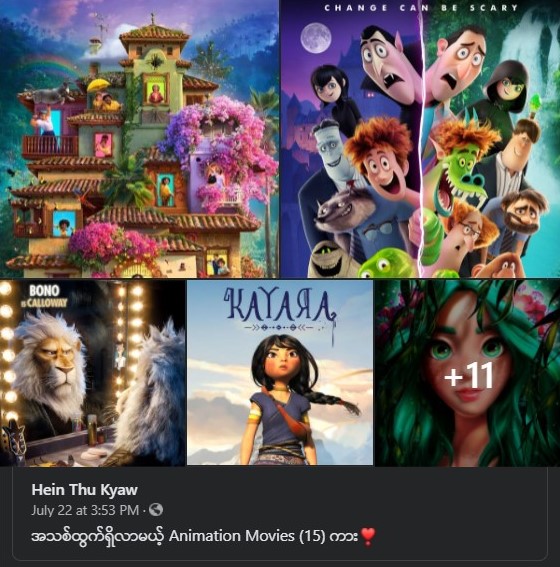 CHANGE CAN BE SCARY
BONO
IS CALLOWAY
KAYARA
+11
Hein Thu Kyaw
July 22 at 3:53 PM ·
အသစ်ထွက်ရှိလာမယ့် Animation Movies (15) ကား❣️